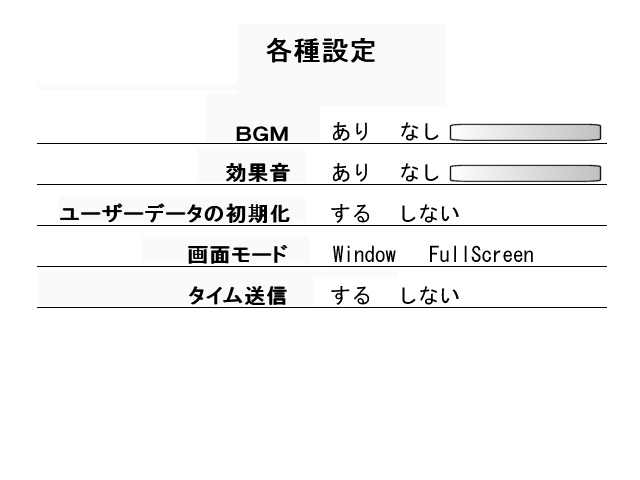 各種設定
BGM あり なし
効果音 あり なし
ユーザーデータの初期化 する しない
画面モード Window FullScreen
タイム送信 する しない